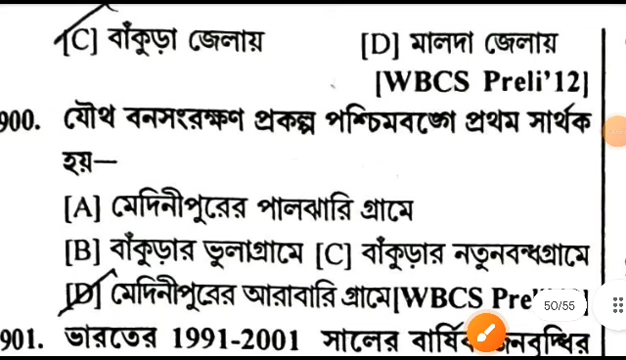 [C] বাঁকুড়া জেলায় [D] মালদা জেলায়
[WBCS Preli'12]
900. যৌথ বনসংরক্ষণ প্রকল্প পশ্চিমবঙ্গে প্রথম সার্থক
হয়—
[A] মেদিনীপুরের পালঝারি গ্রামে
[B] বাঁকুড়ার ভুলাগ্রামে [C] বাঁকুড়ার নতুনবন্ধগ্রামে
[D] মেদিনীপুরের আরাবারি গ্রামে[WBCS
50/55
901. ভারতের 1991-2001 সালের